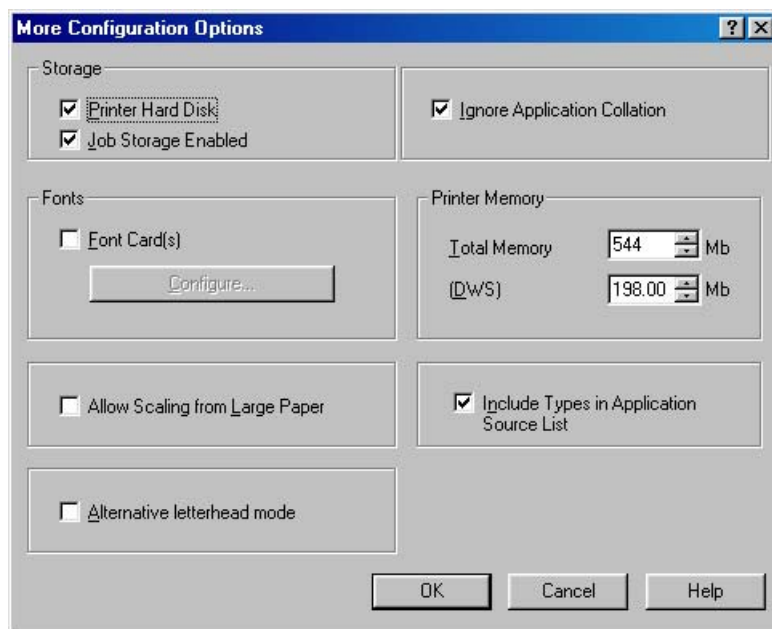 More Configuration Options
Storage
Printer Hard Disk
Job Storage Enabled
Ignore Application Collation
Fonts
Font Card(s)
Configure...
Printer Memory
Total Memory 544 Mb
(DWS) 198.00 Mb
Allow Scaling from Large Paper
Include Types in Application
Source List
Alternative letterhead mode
OK Cancel Help